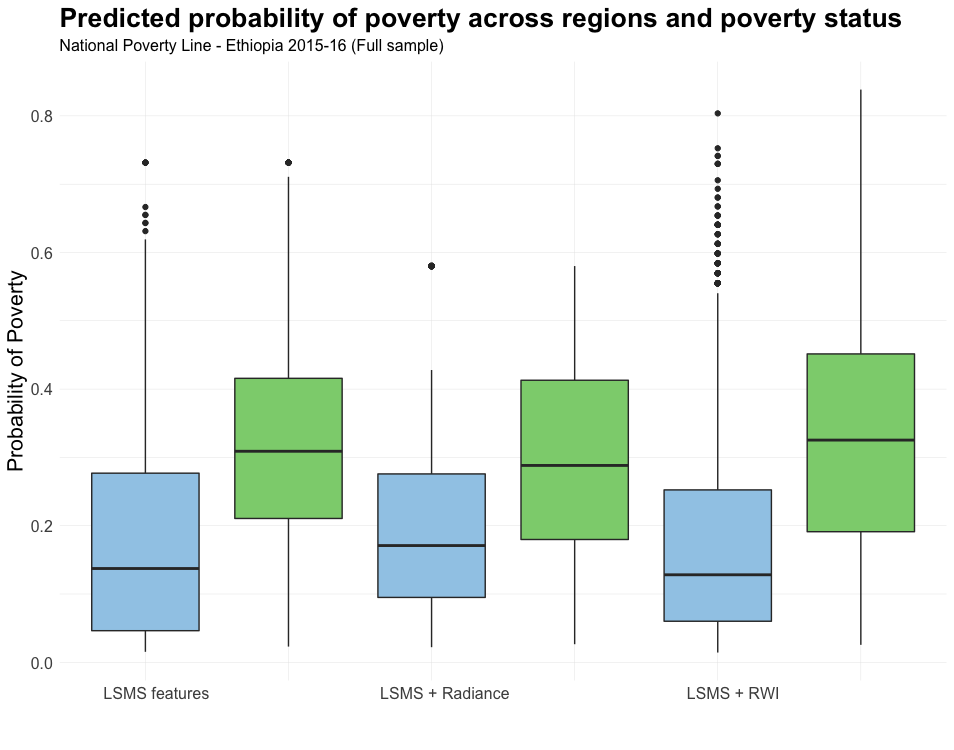 Predicted probability of poverty across regions and poverty status
National Poverty Line - Ethiopia 2015-16 (Full sample)
Probability of Poverty
0.8
0.6
0.4
0.2
0.0
LSMS features
LSMS + Radiance
LSMS + RWI